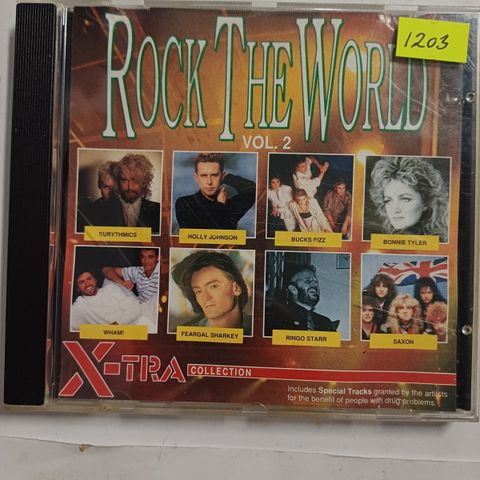 1203
ROCK THE WORLD
VOL. 2
EURYTHMICS
HOLLY JOHNSON
BUCKS FIZZ
BONNIE TYLER
WHAM!
FEARGAL SHARKEY
RINGO STARR
SAXON
X-TRA COLLECTION
Includes Special Tracks granted by the artists
for the benefit of people with drug problems.